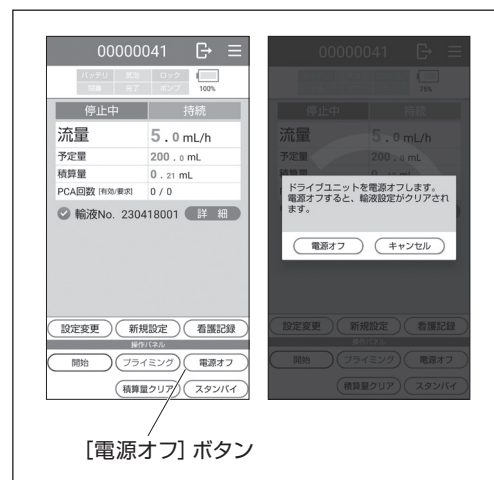 00000041
バッテリ 気泡 ロック
閉塞 完了 ポンプ 100%
停止中 持続
流量 5.0 mL/h
予定量 200.0 mL
積算量 0.21 mL
PCA回数 [有効/要求] 0 / 0
輸液No. 230418001 詳 細
設定変更 新規設定 看護記録
操作パネル
開始 プライミング 電源オフ
積算量クリア スタンバイ
00000041
75%
停止中 持続
流量 5.0 mL/h
予定量 200.0 mL
積算量
ドライブユニットを電源オフします。
電源オフすると、輸液設定がクリアされ
ます。
電源オフ キャンセル
設定変更 新規設定 看護記録
操作パネル
開始 プライミング 電源オフ
積算量クリア スタンバイ
[電源オフ] ボタン